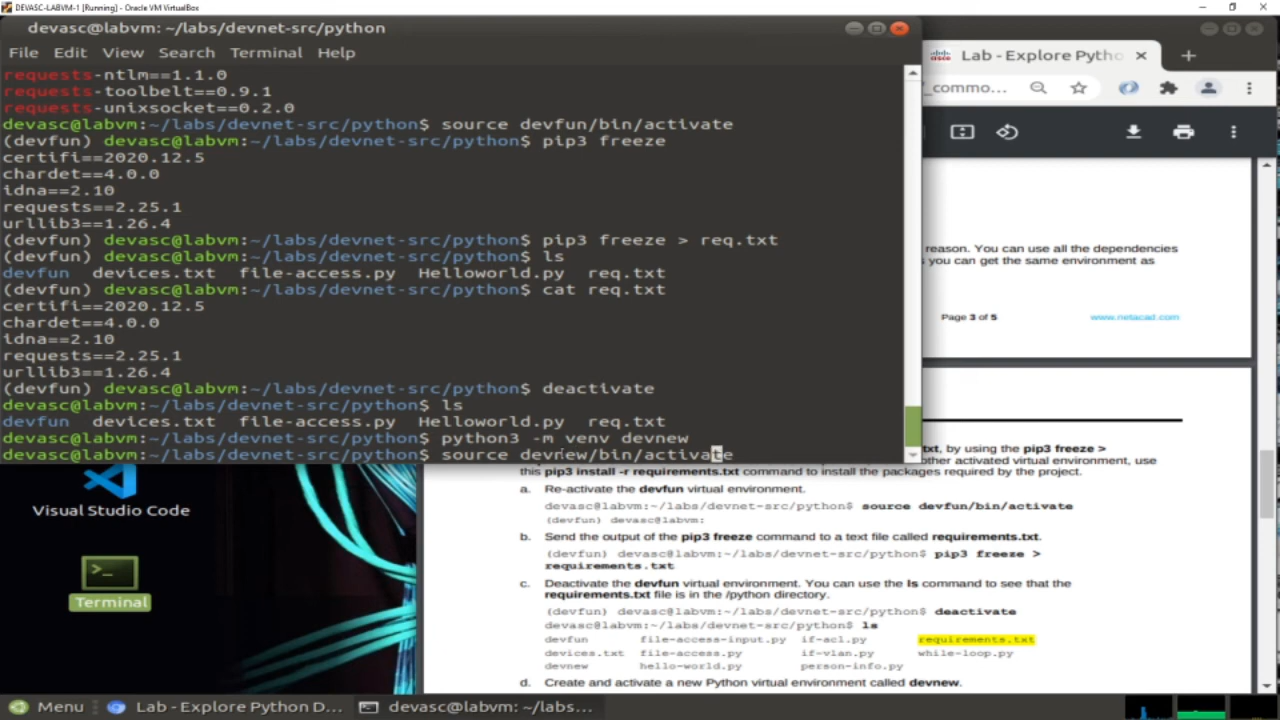 DEVASC-LABVM-1 [Running] - Oracle VM VirtualBox
devasc@labvm: ~/labs/devnet-src/python
File Edit View Search Terminal Help
requests-ntlm==1.1.0
requests-toolbelt==0.9.1
requests-unixsocket==0.2.0
devasc@labvm:~/labs/devnet-src/python$ source devfun/bin/activate
(devfun) devasc@labvm:~/labs/devnet-src/python$ pip3 freeze
certifi==2020.12.5
chardet==4.0.0
idna==2.10
requests==2.25.1
urllib3==1.26.4
(devfun) devasc@labvm:~/labs/devnet-src/python$ pip3 freeze > req.txt
(devfun) devasc@labvm:~/labs/devnet-src/python$ ls
devfun devices.txt file-access.py Helloworld.py req.txt
(devfun) devasc@labvm:~/labs/devnet-src/python$ cat req.txt
certifi==2020.12.5
chardet==4.0.0
idna==2.10
requests==2.25.1
urllib3==1.26.4
(devfun) devasc@labvm:~/labs/devnet-src/python$ deactivate
devasc@labvm:~/labs/devnet-src/python$ ls
devfun devices.txt file-access.py Helloworld.py req.txt
devasc@labvm:~/labs/devnet-src/python$ python3 -m venv devnew
devasc@labvm:~/labs/devnet-src/python$ source devnew/bin/activate
Lab - Explore Pytho
_commo...
reason. You can use all the dependencies
you can get the same environment as
Page 3 of 5 www.netacad.com
txt, by using the pip3 freeze >
other activated virtual environment, use
this pip3 install -r requirements.txt command to install the packages required by the project.
a. Re-activate the devfun virtual environment.
devasc@labvm:~/labs/devnet-src/python$ source devfun/bin/activate
(devfun) devasc@labvm:
b. Send the output of the pip3 freeze command to a text file called requirements.txt.
(devfun) devasc@labvm:~/labs/devnet-src/python$ pip3 freeze >
requirements.txt
c. Deactivate the devfun virtual environment. You can use the ls command to see that the
requirements.txt file is in the /python directory.
(devfun) devasc@labvm:~/labs/devnet-src/python$ deactivate
devasc@labvm:~/labs/devnet-src/python$ ls
devfun file-access-input.py if-acl.py requirements.txt
devices.txt file-access.py if-vlan.py while-loop.py
devnew hello-world.py person-info.py
d. Create and activate a new Python virtual environment called devnew.
Visual Studio Code
Terminal
Menu Lab - Explore Python D... devasc@labvm: ~/labs...